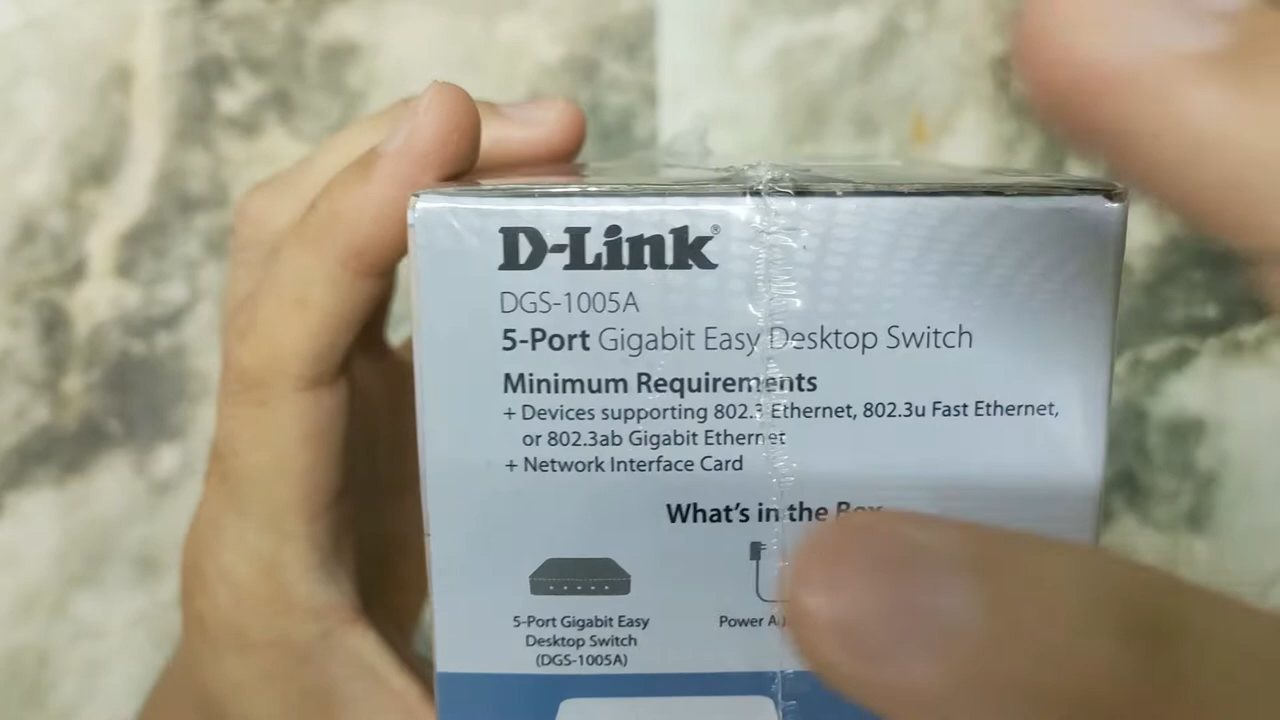 D-Link®
DGS-1005A
5-Port Gigabit Easy Desktop Switch
Minimum Requirements
+ Devices supporting 802.3 Ethernet, 802.3u Fast Ethernet,
or 802.3ab Gigabit Ethernet
+ Network Interface Card
What's in the Box
5-Port Gigabit Easy
Desktop Switch
(DGS-1005A)
Power